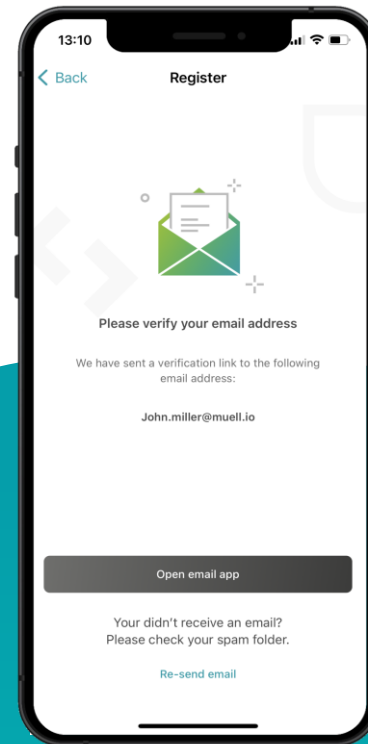 13:10
Back
Register
Please verify your email address
We have sent a verification link to the following
email address:
John.miller@muell.io
Open email app
Your didn't receive an email?
Please check your spam folder.
Re-send email